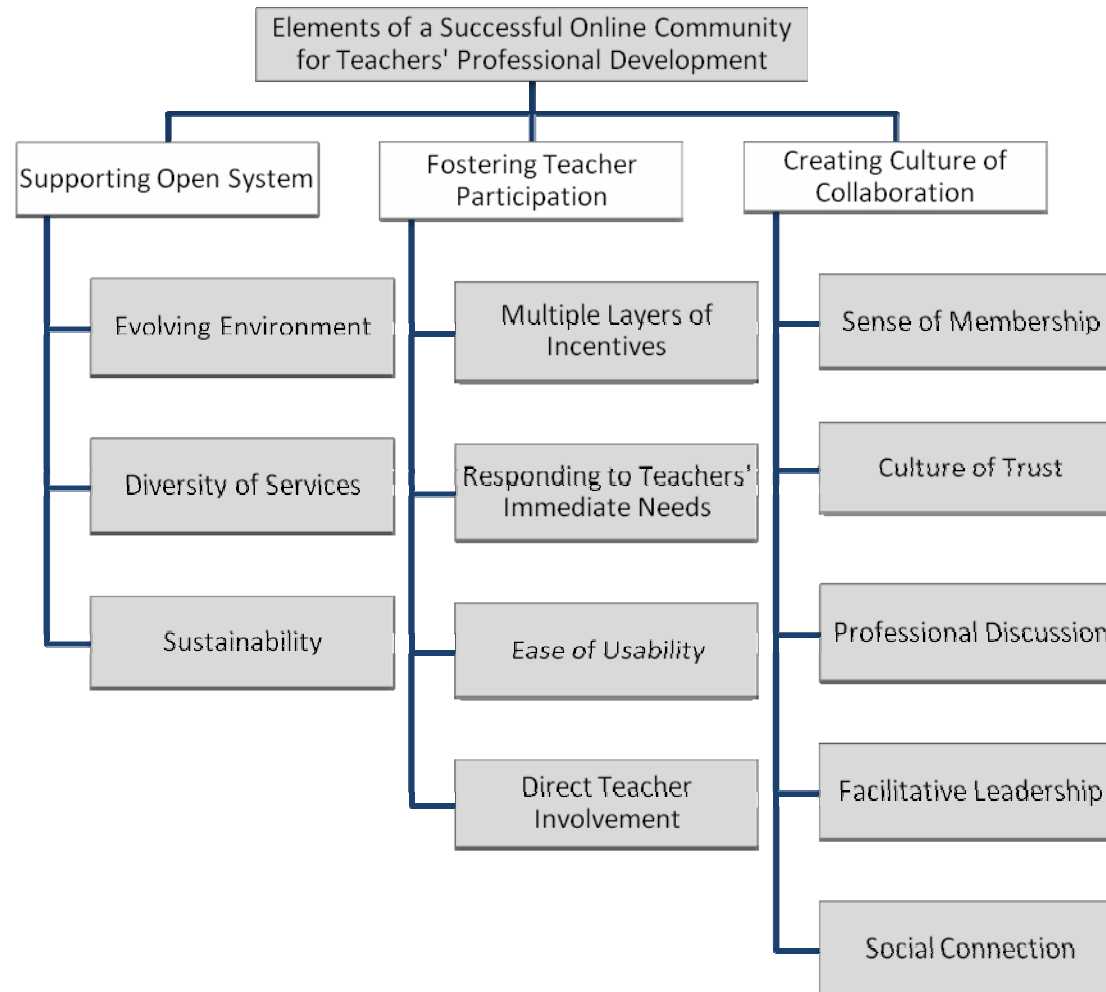 Elements of a Successful Online Community
for Teachers' Professional Development
Supporting Open System
Evolving Environment
Diversity of Services
Sustainability
Fostering Teacher
Participation
Multiple Layers of
Incentives
Responding to Teachers'
Immediate Needs
Ease of Usability
Direct Teacher
Involvement
Creating Culture of
Collaboration
Sense of Membership
Culture of Trust
Professional Discussion
Facilitative Leadership
Social Connection